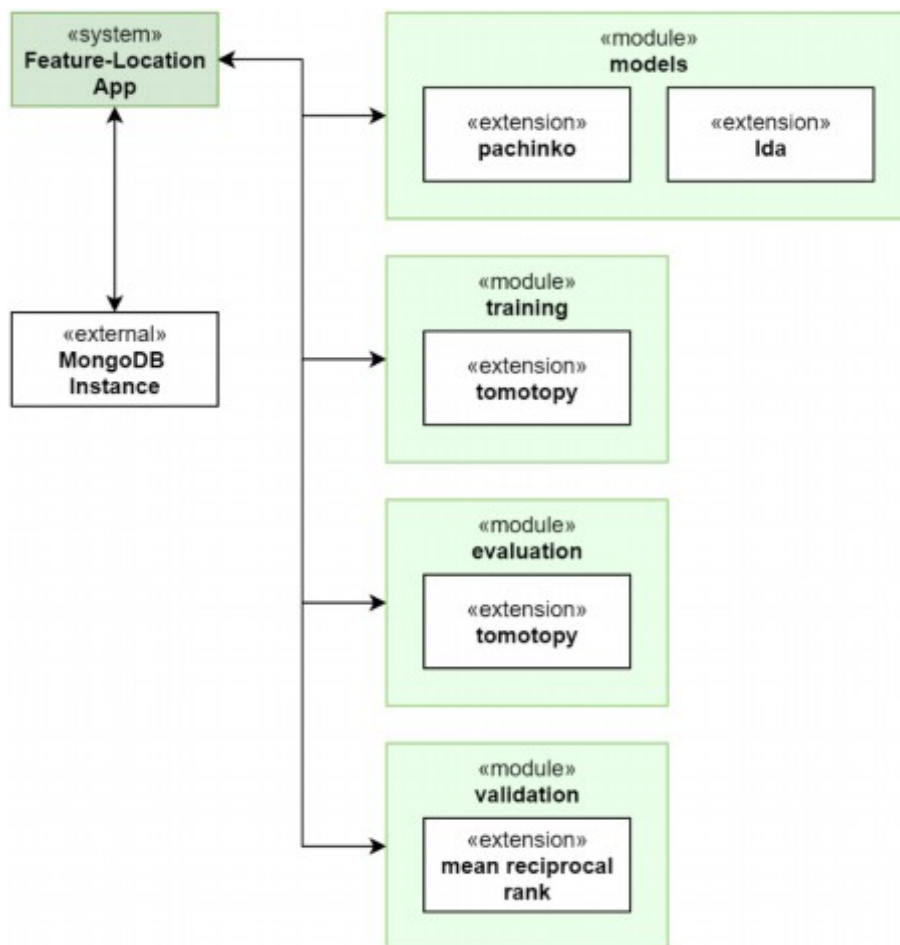 «system»
Feature-Location
App
«module»
models
«extension»
pachinko
«extension»
lda
«module»
training
«extension»
tomotopy
«external»
MongoDB
Instance
«module»
evaluation
«extension»
tomotopy
«module»
validation
«extension»
mean reciprocal
rank